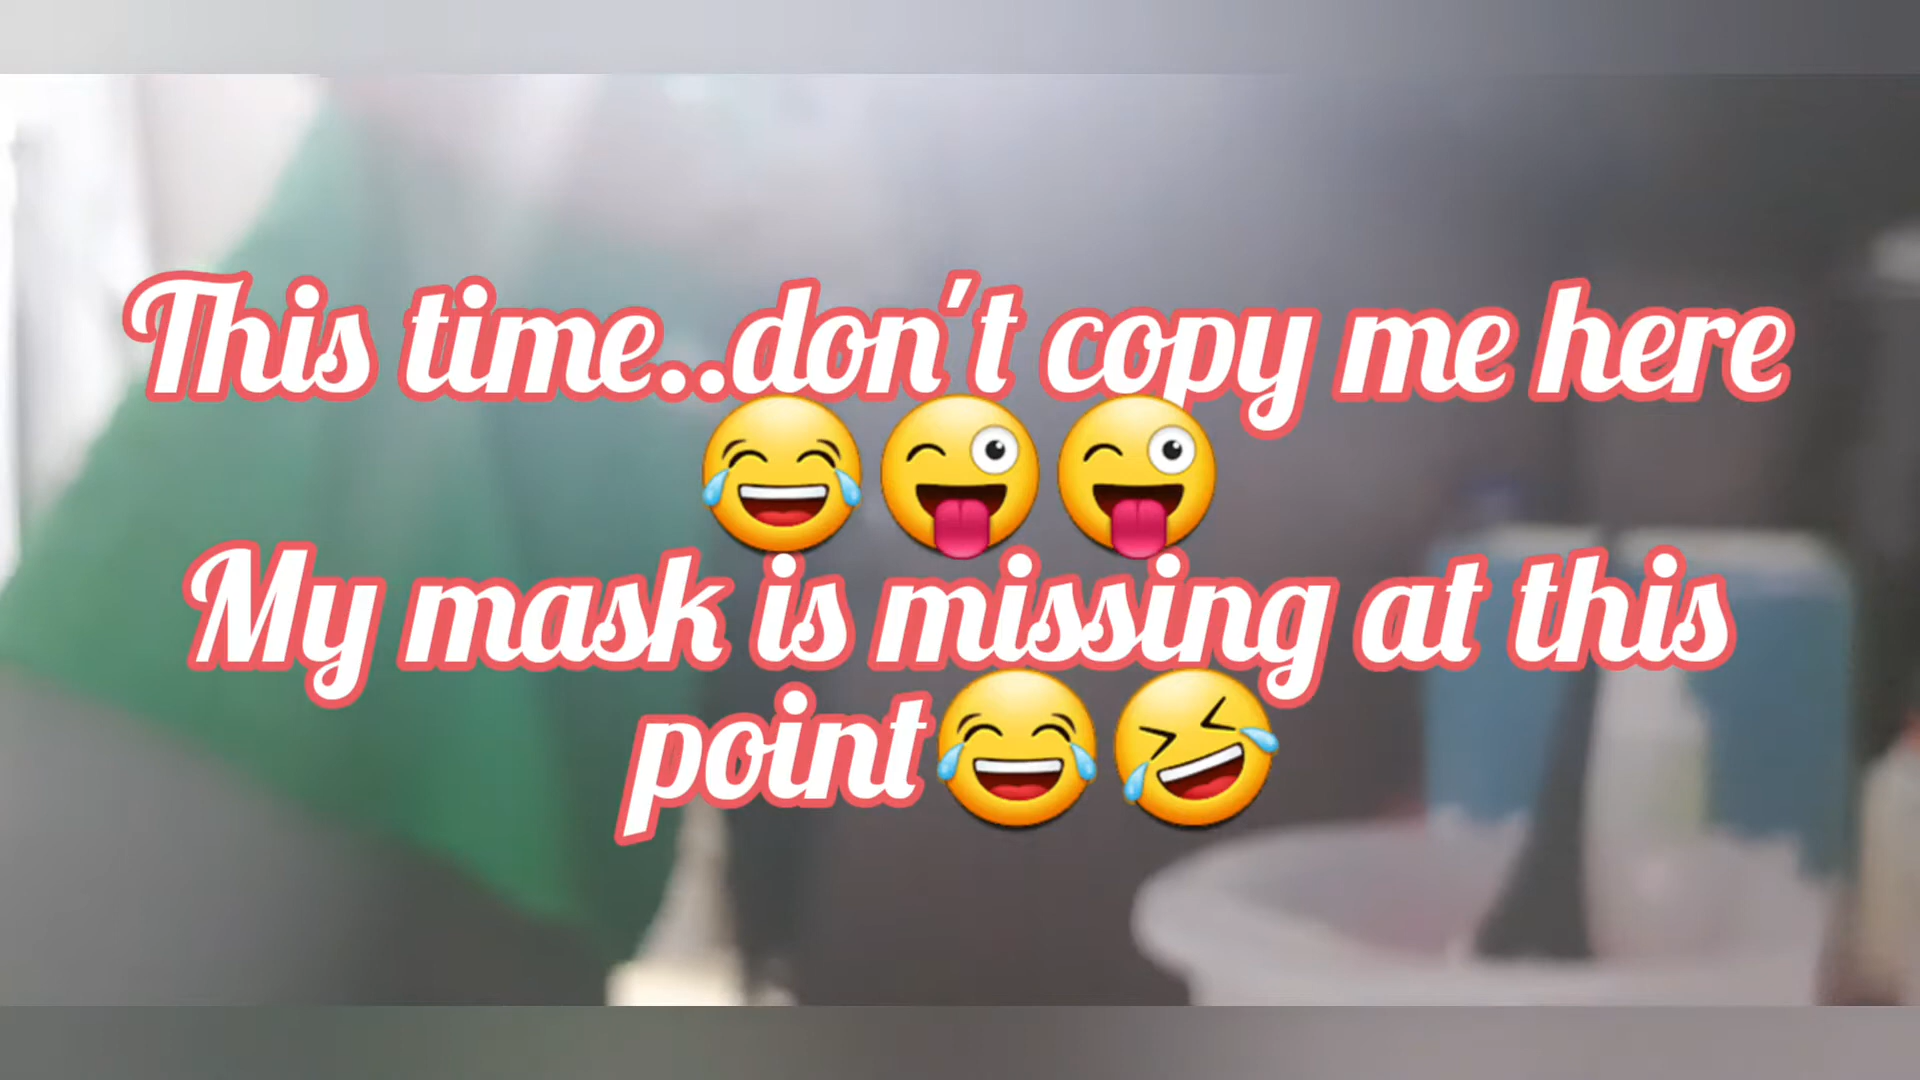 This time..don't copy me here
😂😜😜
My mask is missing at this
point😂🤣